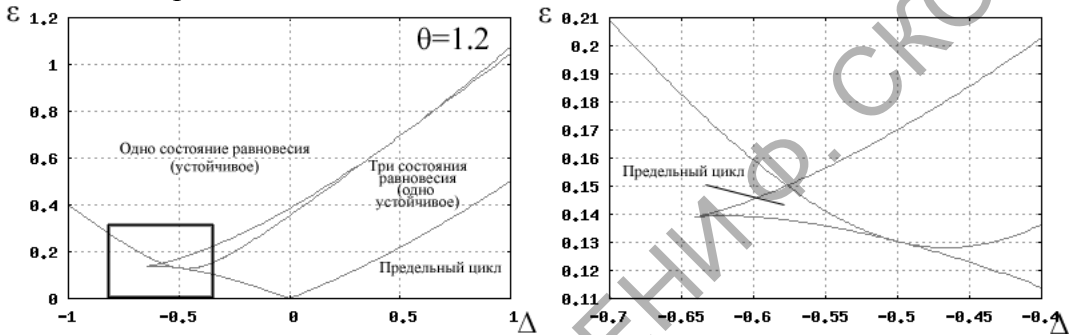 ε 1.2
θ=1.2
1
0.8
Одно состояние равновесия
(устойчивое)
0.6
Три состояния
равновесия
(одно
устойчивое)
0.4
0.2
Предельный цикл
0
-1 -0.5 0 0.5 1 Δ
ε 0.21
0.2
0.19
0.18
0.17
0.16
Предельный цикл
0.15
0.14
0.13
0.12
0.11
-0.7 -0.65 -0.6 -0.55 -0.5 -0.45 -0.4 Δ
ЕНИ Ф. СКО